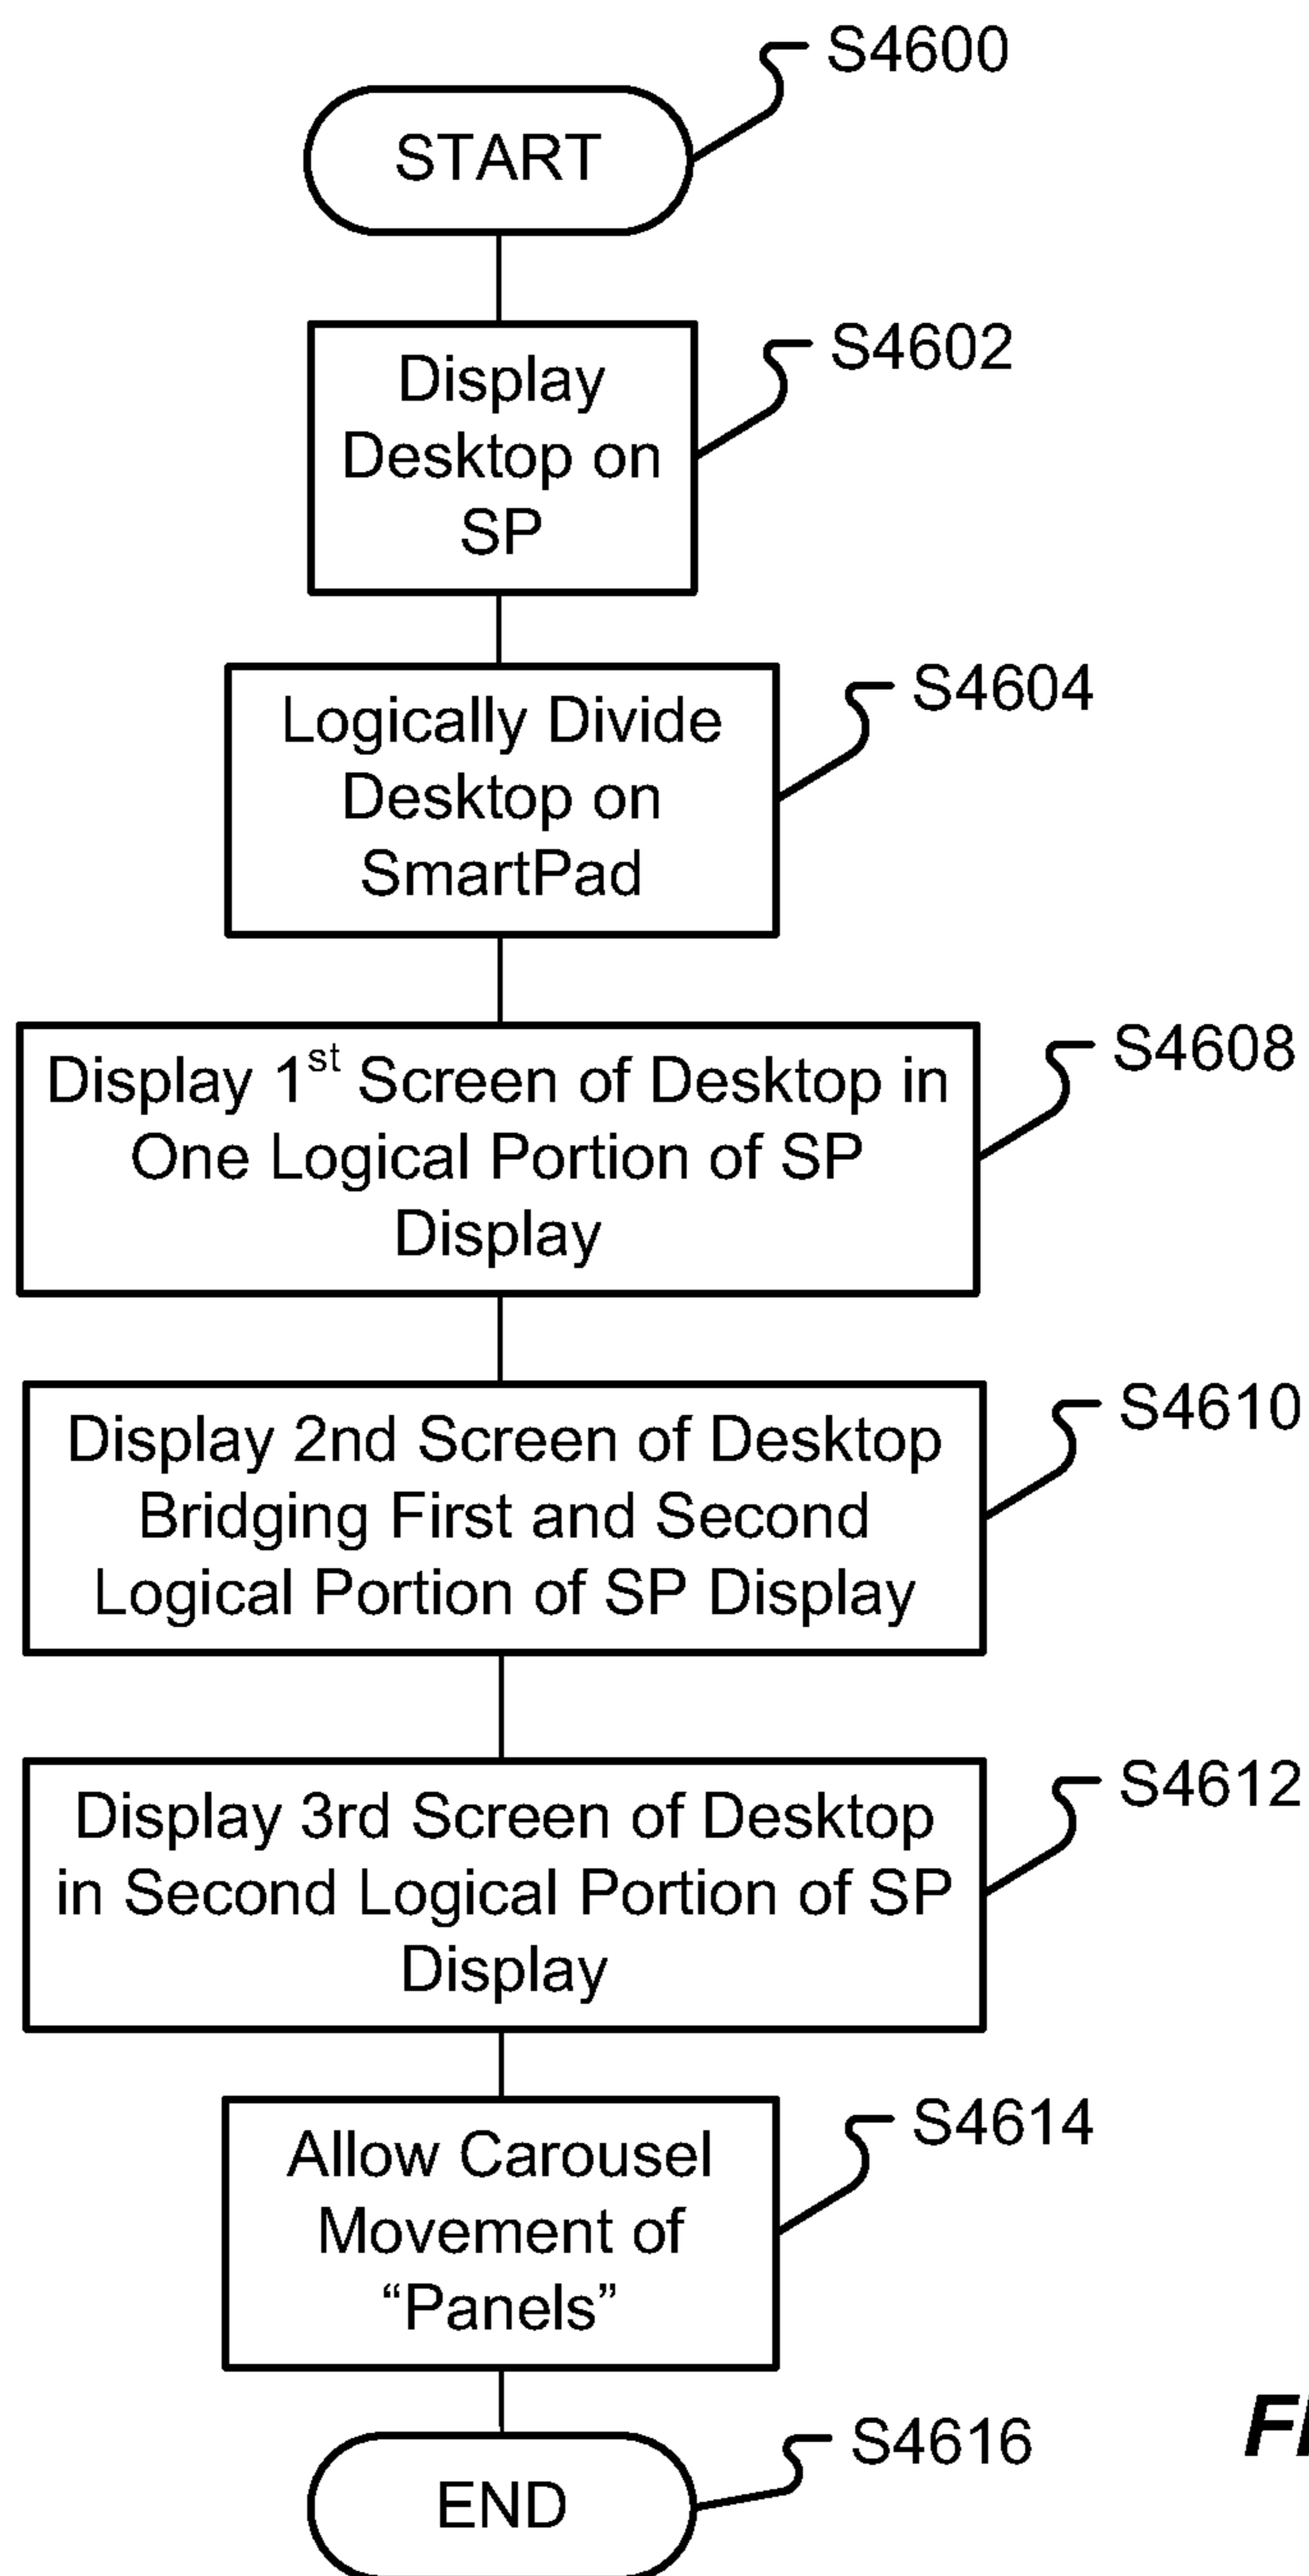 S4600
START
S4602
Display
Desktop on
SP
S4604
Logically Divide
Desktop on
SmartPad
S4608
Display 1st Screen of Desktop in
One Logical Portion of SP
Display
S4610
Display 2nd Screen of Desktop
Bridging First and Second
Logical Portion of SP Display
S4612
Display 3rd Screen of Desktop
in Second Logical Portion of SP
Display
S4614
Allow Carousel
Movement of
“Panels”
S4616
END